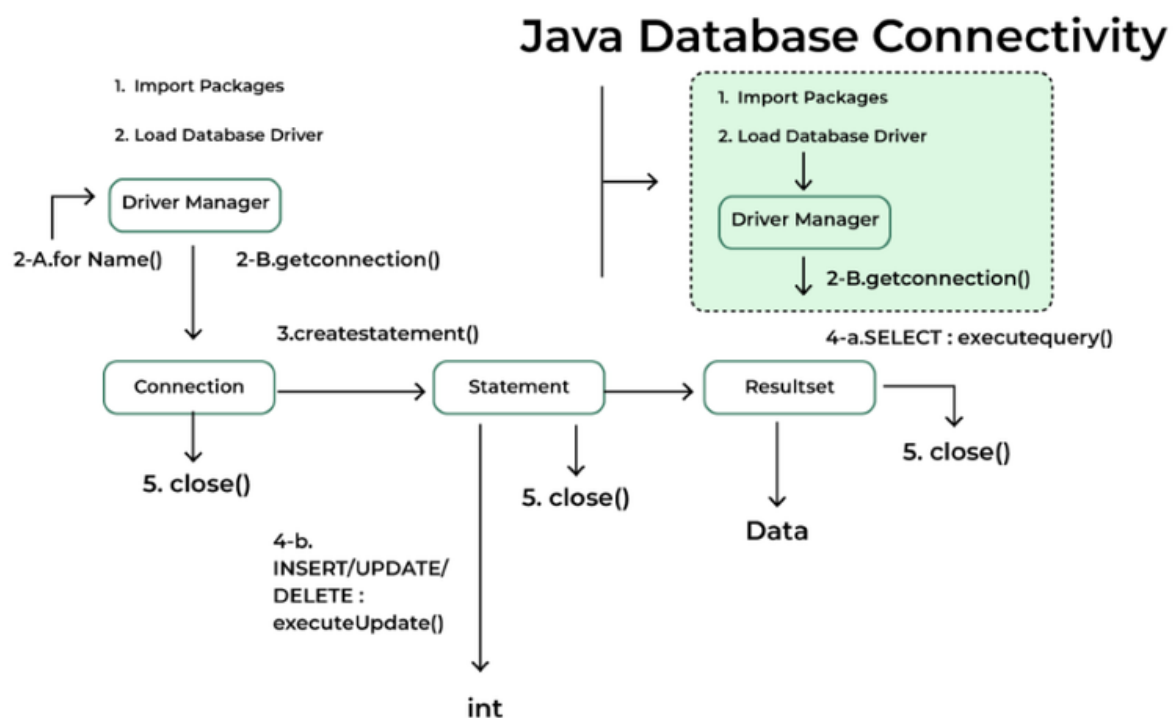 Java Database Connectivity
1. Import Packages
2. Load Database Driver
Driver Manager
2-A.for Name()
2-B.getconnection()
1. Import Packages
2. Load Database Driver
Driver Manager
2-B.getconnection()
3.createstatement()
4-a.SELECT : executequery()
Connection
Statement
Resultset
5. close()
5. close()
5. close()
4-b.
INSERT/UPDATE/
DELETE :
executeUpdate()
Data
int